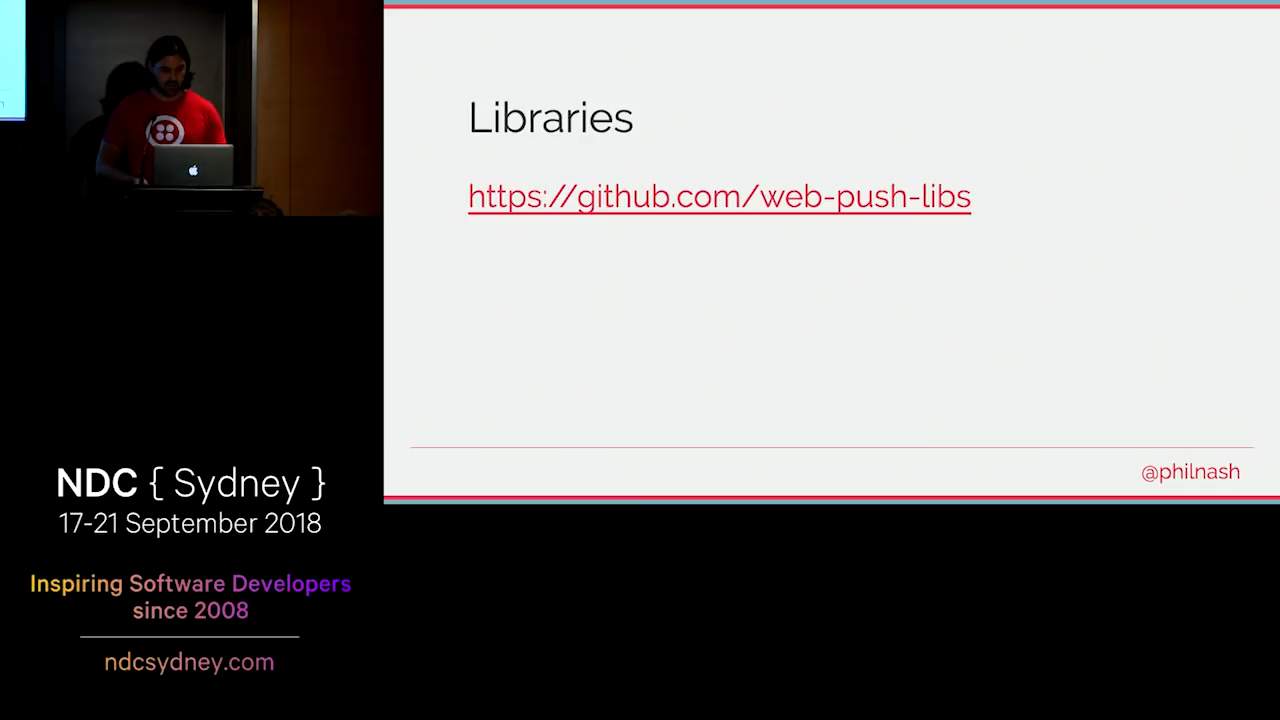 Libraries
https://github.com/web-push-libs
@philnash
NDC { Sydney }
17-21 September 2018
Inspiring Software Developers
since 2008
ndcsydney.com